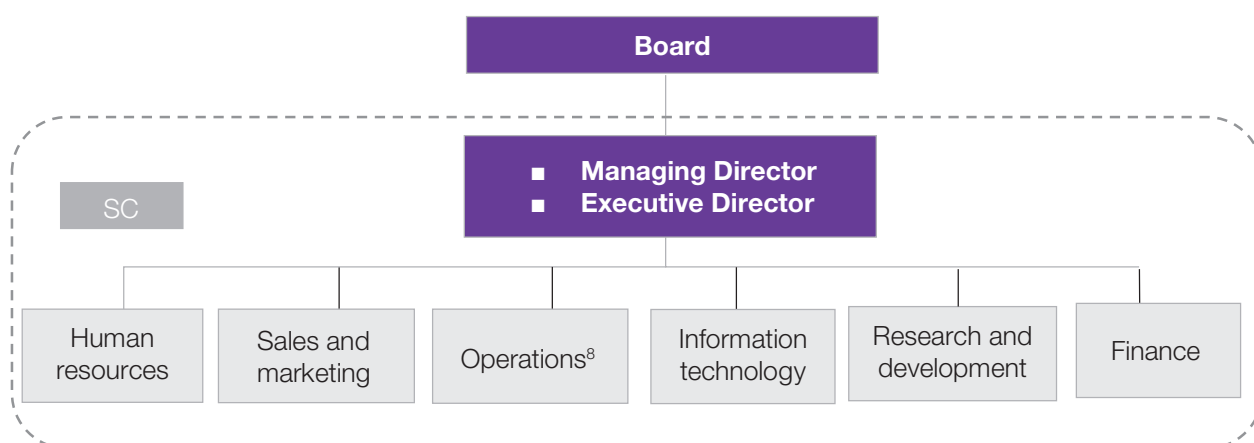 Board
■ Managing Director
■ Executive Director
SC
Human
resources
Sales and
marketing
Operations⁸
Information
technology
Research and
development
Finance